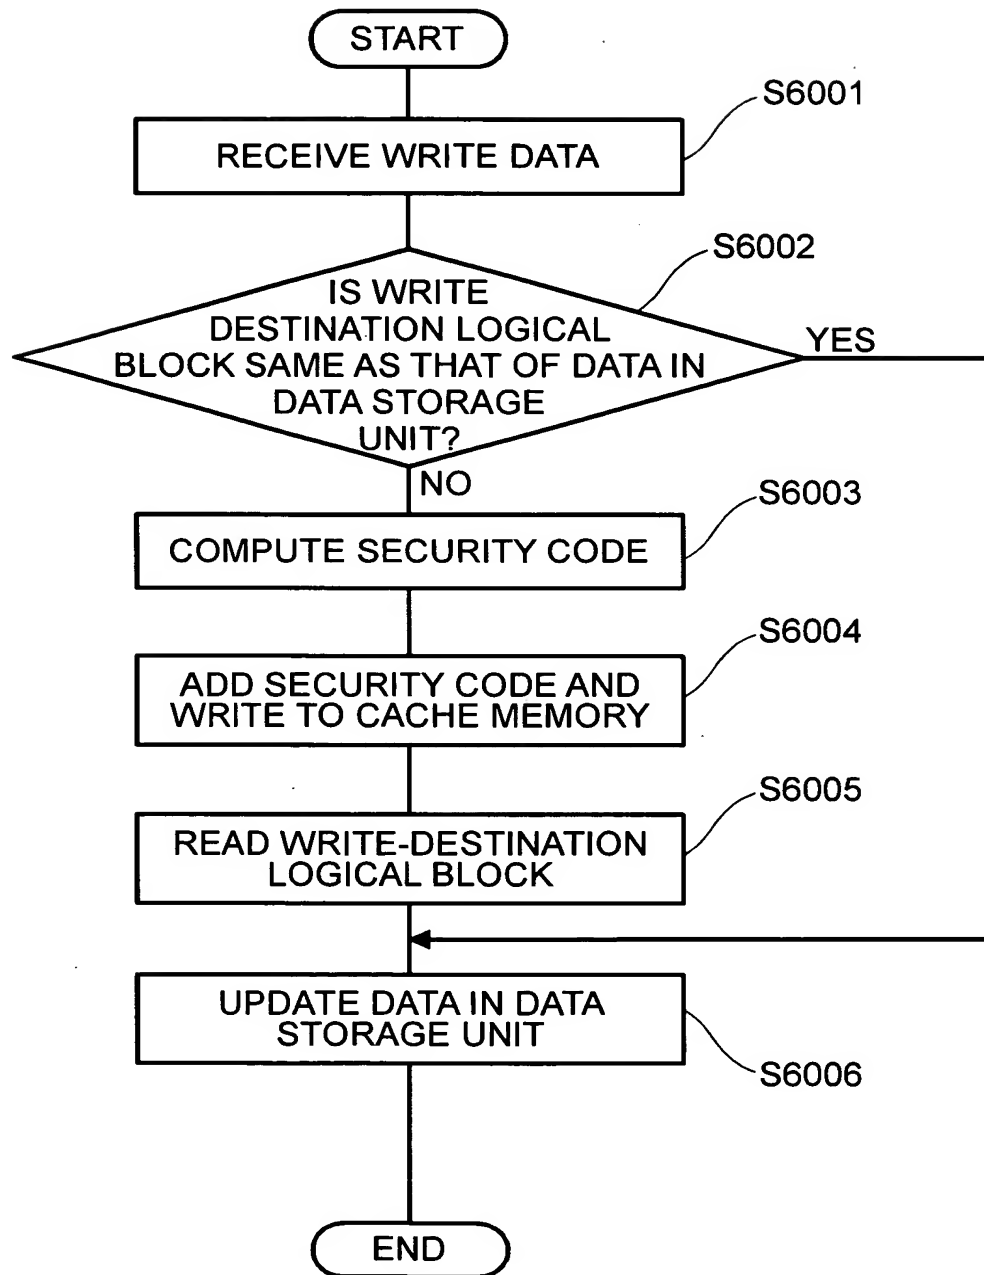 START
S6001
RECEIVE WRITE DATA
S6002
IS WRITE
DESTINATION LOGICAL
BLOCK SAME AS THAT OF DATA IN
DATA STORAGE
UNIT?
YES
NO
S6003
COMPUTE SECURITY CODE
S6004
ADD SECURITY CODE AND
WRITE TO CACHE MEMORY
S6005
READ WRITE-DESTINATION
LOGICAL BLOCK
UPDATE DATA IN DATA
STORAGE UNIT
S6006
END